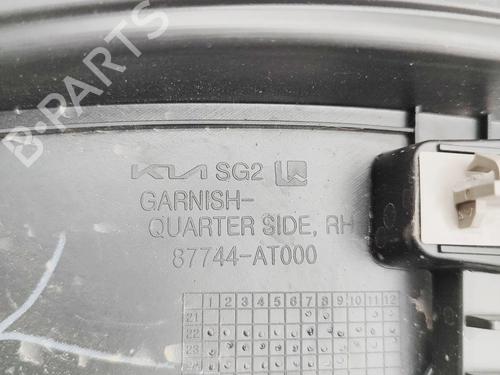 B-PARTS
KIA SG2
GARNISH-
QUARTER SIDE, RH
87744-AT000
1 2 3 4 5 6 7 8 9 10 11 12
21
22
23